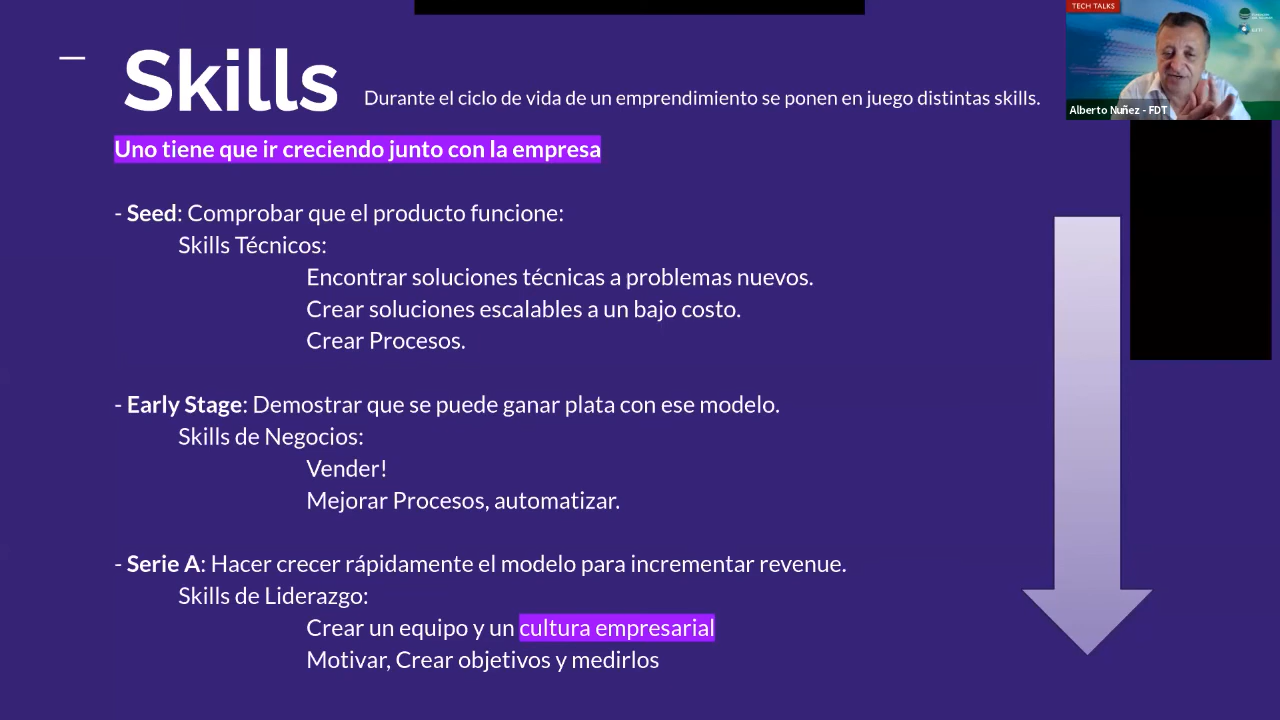 TECH TALKS
Alberto Nuñez - FDT
Skills
Durante el ciclo de vida de un emprendimiento se ponen en juego distintas skills.
Uno tiene que ir creciendo junto con la empresa
- Seed: Comprobar que el producto funcione:
Skills Técnicos:
Encontrar soluciones técnicas a problemas nuevos.
Crear soluciones escalables a un bajo costo.
Crear Procesos.
- Early Stage: Demostrar que se puede ganar plata con ese modelo.
Skills de Negocios:
Vender!
Mejorar Procesos, automatizar.
- Serie A: Hacer crecer rápidamente el modelo para incrementar revenue.
Skills de Liderazgo:
Crear un equipo y un cultura empresarial
Motivar, Crear objetivos y medirlos